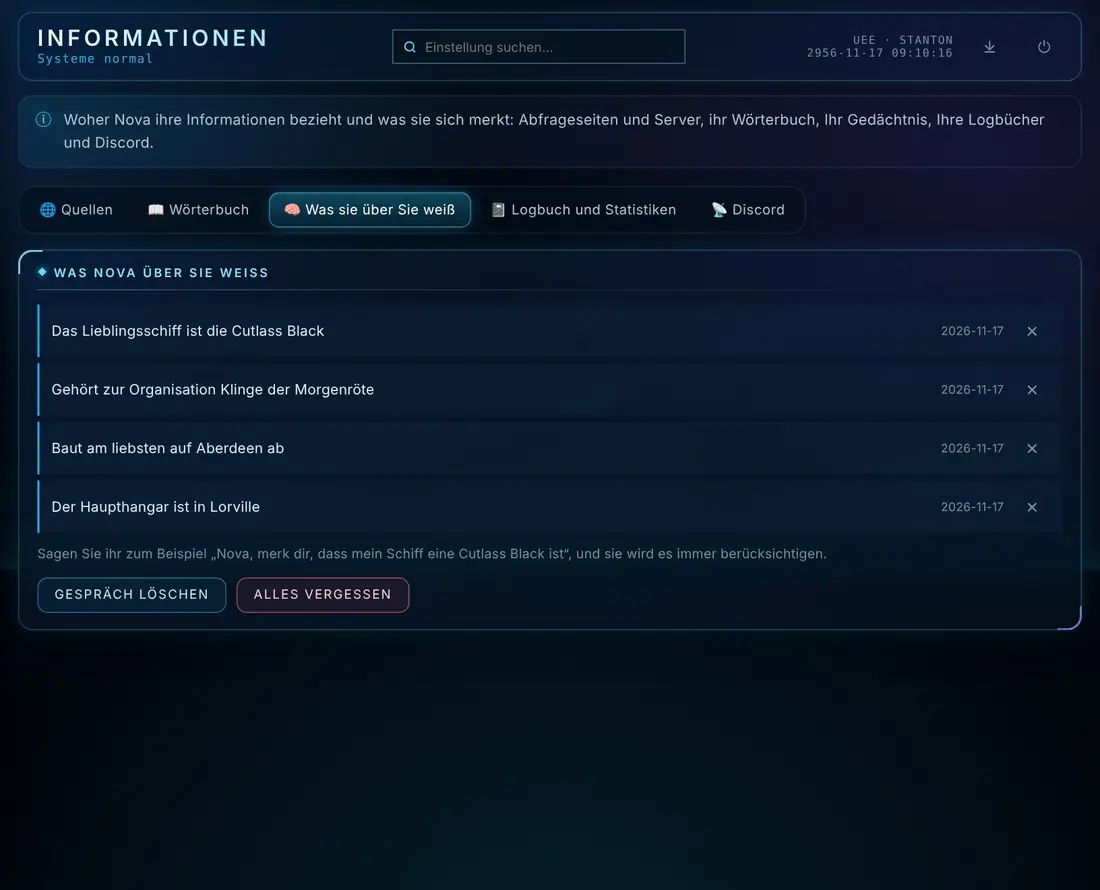 INFORMATIONEN
Systeme normal
Einstellung suchen...
UEE · STANTON
2956-11-17 09:10:16
Woher Nova ihre Informationen bezieht und was sie sich merkt: Abfrageseiten und Server, ihr Wörterbuch, Ihr Gedächtnis, Ihre Logbücher
und Discord.
Quellen
Wörterbuch
Was sie über Sie weiß
Logbuch und Statistiken
Discord
WAS NOVA ÜBER SIE WEISS
Das Lieblingsschiff ist die Cutlass Black 2026-11-17
Gehört zur Organisation Klinge der Morgenröte 2026-11-17
Baut am liebsten auf Aberdeen ab 2026-11-17
Der Haupthangar ist in Lorville 2026-11-17
Sagen Sie ihr zum Beispiel „Nova, merk dir, dass mein Schiff eine Cutlass Black ist“, und sie wird es immer berücksichtigen.
GESPRÄCH LÖSCHEN
ALLES VERGESSEN